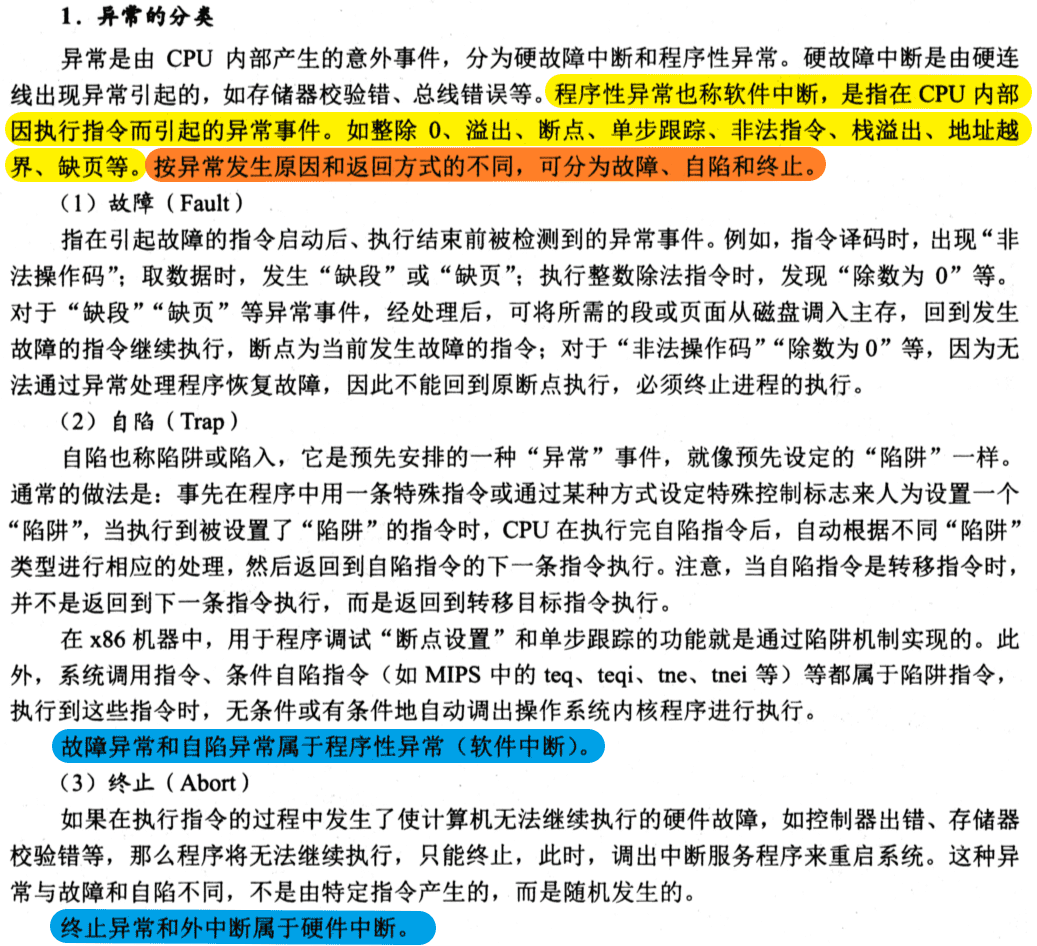 1．异常的分类
异常是由 CPU 内部产生的意外事件，分为硬故障中断和程序性异常。硬故障中断是由硬连
线出现异常引起的，如存储器校验错、总线错误等。程序性异常也称软件中断，是指在 CPU 内部
因执行指令而引起的异常事件。如整除 0、溢出、断点、单步跟踪、非法指令、栈溢出、地址越
界、缺页等。按异常发生原因和返回方式的不同，可分为故障、自陷和终止。
（1）故障（Fault）
指在引起故障的指令启动后、执行结束前被检测到的异常事件。例如，指令译码时，出现“非
法操作码”；取数据时，发生“缺段”或“缺页”；执行整数除法指令时，发现“除数为 0”等。
对于“缺段”“缺页”等异常事件，经处理后，可将所需的段或页面从磁盘调入主存，回到发生
故障的指令继续执行，断点为当前发生故障的指令；对于“非法操作码”“除数为 0”等，因为无
法通过异常处理程序恢复故障，因此不能回到原断点执行，必须终止进程的执行。
（2）自陷（Trap）
自陷也称陷阱或陷入，它是预先安排的一种“异常”事件，就像预先设定的“陷阱”一样。
通常的做法是：事先在程序中用一条特殊指令或通过某种方式设定特殊控制标志来人为设置一个
“陷阱”，当执行到被设置了“陷阱”的指令时，CPU 在执行完自陷指令后，自动根据不同“陷阱”
类型进行相应的处理，然后返回到自陷指令的下一条指令执行。注意，当自陷指令是转移指令时，
并不是返回到下一条指令执行，而是返回到转移目标指令执行。
在 x86 机器中，用于程序调试“断点设置”和单步跟踪的功能就是通过陷阱机制实现的。此
外，系统调用指令、条件自陷指令（如 MIPS 中的 teq、teqi、tne、tnei 等）等都属于陷阱指令，
执行到这些指令时，无条件或有条件地自动调出操作系统内核程序进行执行。
故障异常和自陷异常属于程序性异常（软件中断）。
（3）终止（Abort）
如果在执行指令的过程中发生了使计算机无法继续执行的硬件故障，如控制器出错、存储器
校验错等，那么程序将无法继续执行，只能终止，此时，调出中断服务程序来重启系统。这种异
常与故障和自陷不同，不是由特定指令产生的，而是随机发生的。
终止异常和外中断属于硬件中断。